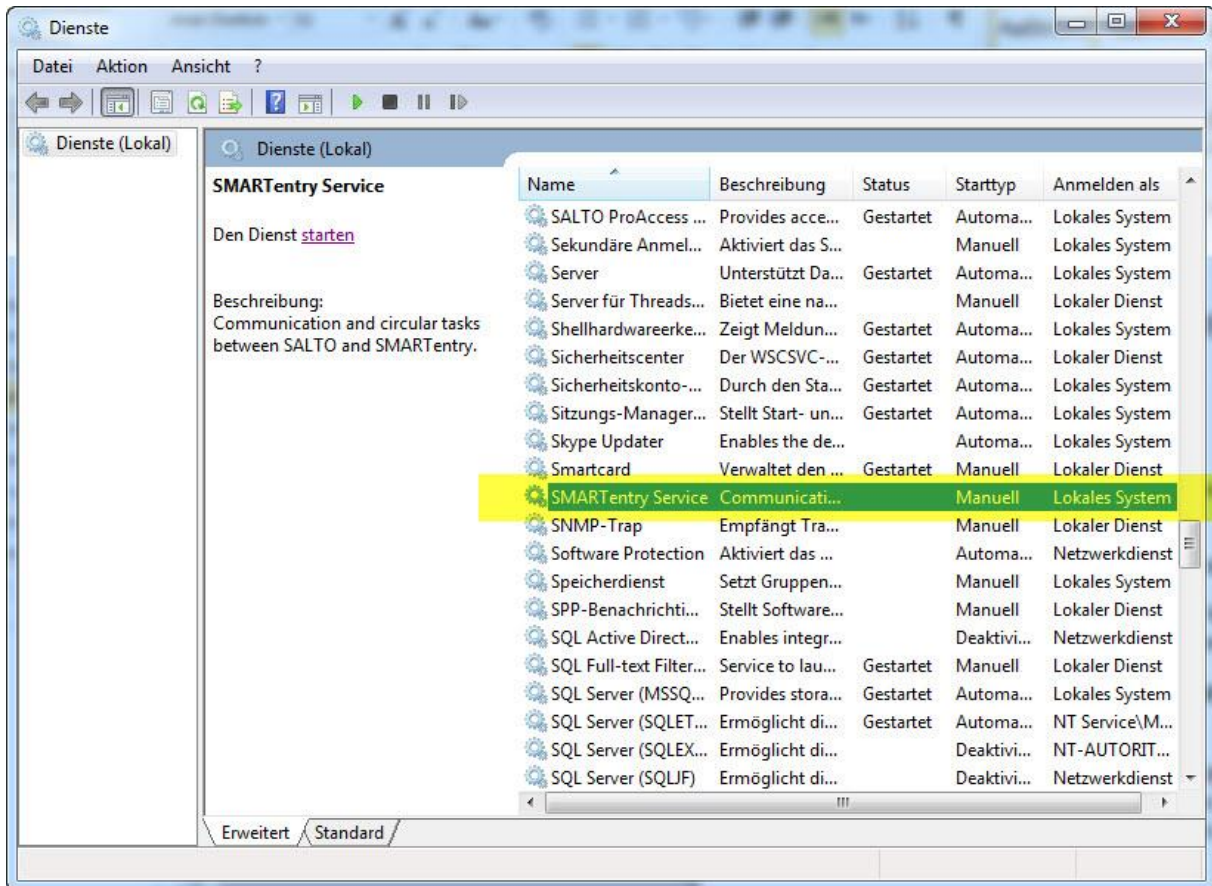 Dienste
Datei Aktion Ansicht ?
Dienste (Lokal)
Dienste (Lokal)
SMARTentry Service
Den Dienst starten
Beschreibung:
Communication and circular tasks
between SALTO and SMARTentry.
Name Beschreibung Status Starttyp Anmelden als
SALTO ProAccess ... Provides acce... Gestartet Automa... Lokales System
Sekundäre Anmel... Aktiviert das S... Manuell Lokales System
Server Unterstützt Da... Gestartet Automa... Lokales System
Server für Threads... Bietet eine na... Manuell Lokaler Dienst
Shellhardwareerke... Zeigt Meldun... Gestartet Automa... Lokales System
Sicherheitscenter Der WSCSVC-... Gestartet Automa... Lokaler Dienst
Sicherheitskonto-... Durch den Sta... Gestartet Automa... Lokales System
Sitzungs-Manager... Stellt Start- un... Gestartet Automa... Lokales System
Skype Updater Enables the de... Automa... Lokales System
Smartcard Verwaltet den ... Gestartet Manuell Lokaler Dienst
SMARTentry Service Communicati... Manuell Lokales System
SNMP-Trap Empfängt Tra... Manuell Lokaler Dienst
Software Protection Aktiviert das ... Automa... Netzwerkdienst
Speicherdienst Setzt Gruppen... Manuell Lokales System
SPP-Benachrichti... Stellt Software... Manuell Lokaler Dienst
SQL Active Direct... Enables integr... Deaktivi... Netzwerkdienst
SQL Full-text Filter... Service to lau... Gestartet Manuell Lokaler Dienst
SQL Server (MSSQ... Provides stora... Gestartet Automa... Lokales System
SQL Server (SQLET... Ermöglicht di... Gestartet Automa... NT Service\M...
SQL Server (SQLEX... Ermöglicht di... Deaktivi... NT-AUTORIT...
SQL Server (SQLJF) Ermöglicht di... Deaktivi... Netzwerkdienst
Erweitert Standard